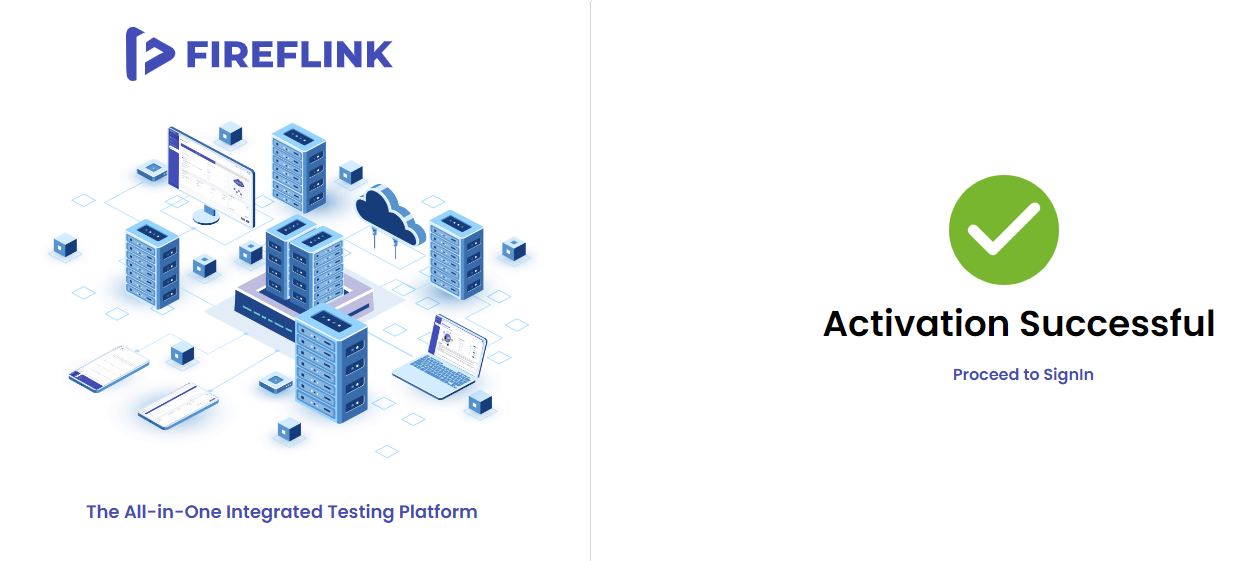 FIREFLINK
The All-in-One Integrated Testing Platform
Activation Successful
Proceed to SignIn